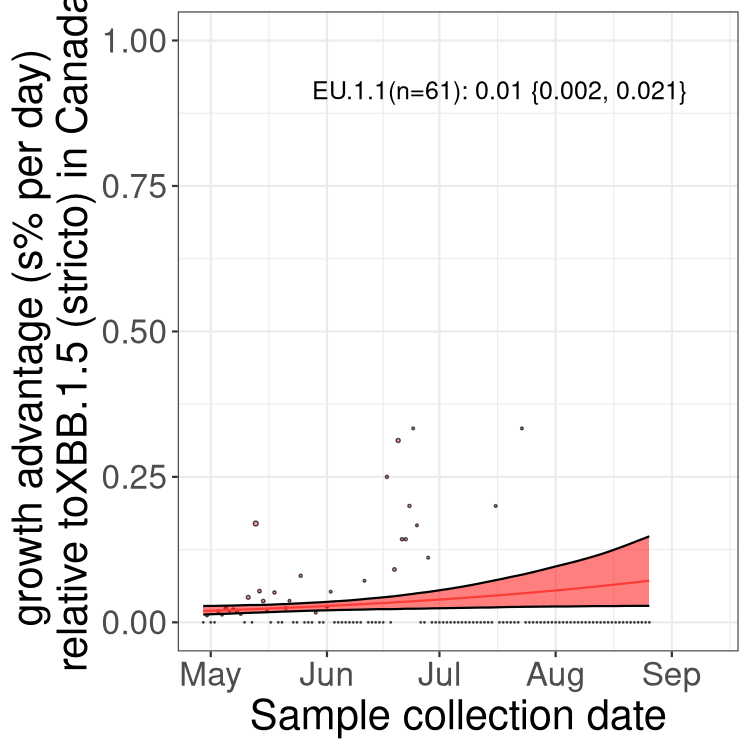 growth advantage (s% per day)
relative toXBB.1.5 (stricto) in Canada
1.00
0.75
0.50
0.25
0.00
EU.1.1(n=61): 0.01 {0.002, 0.021}
May Jun Jul Aug Sep
Sample collection date